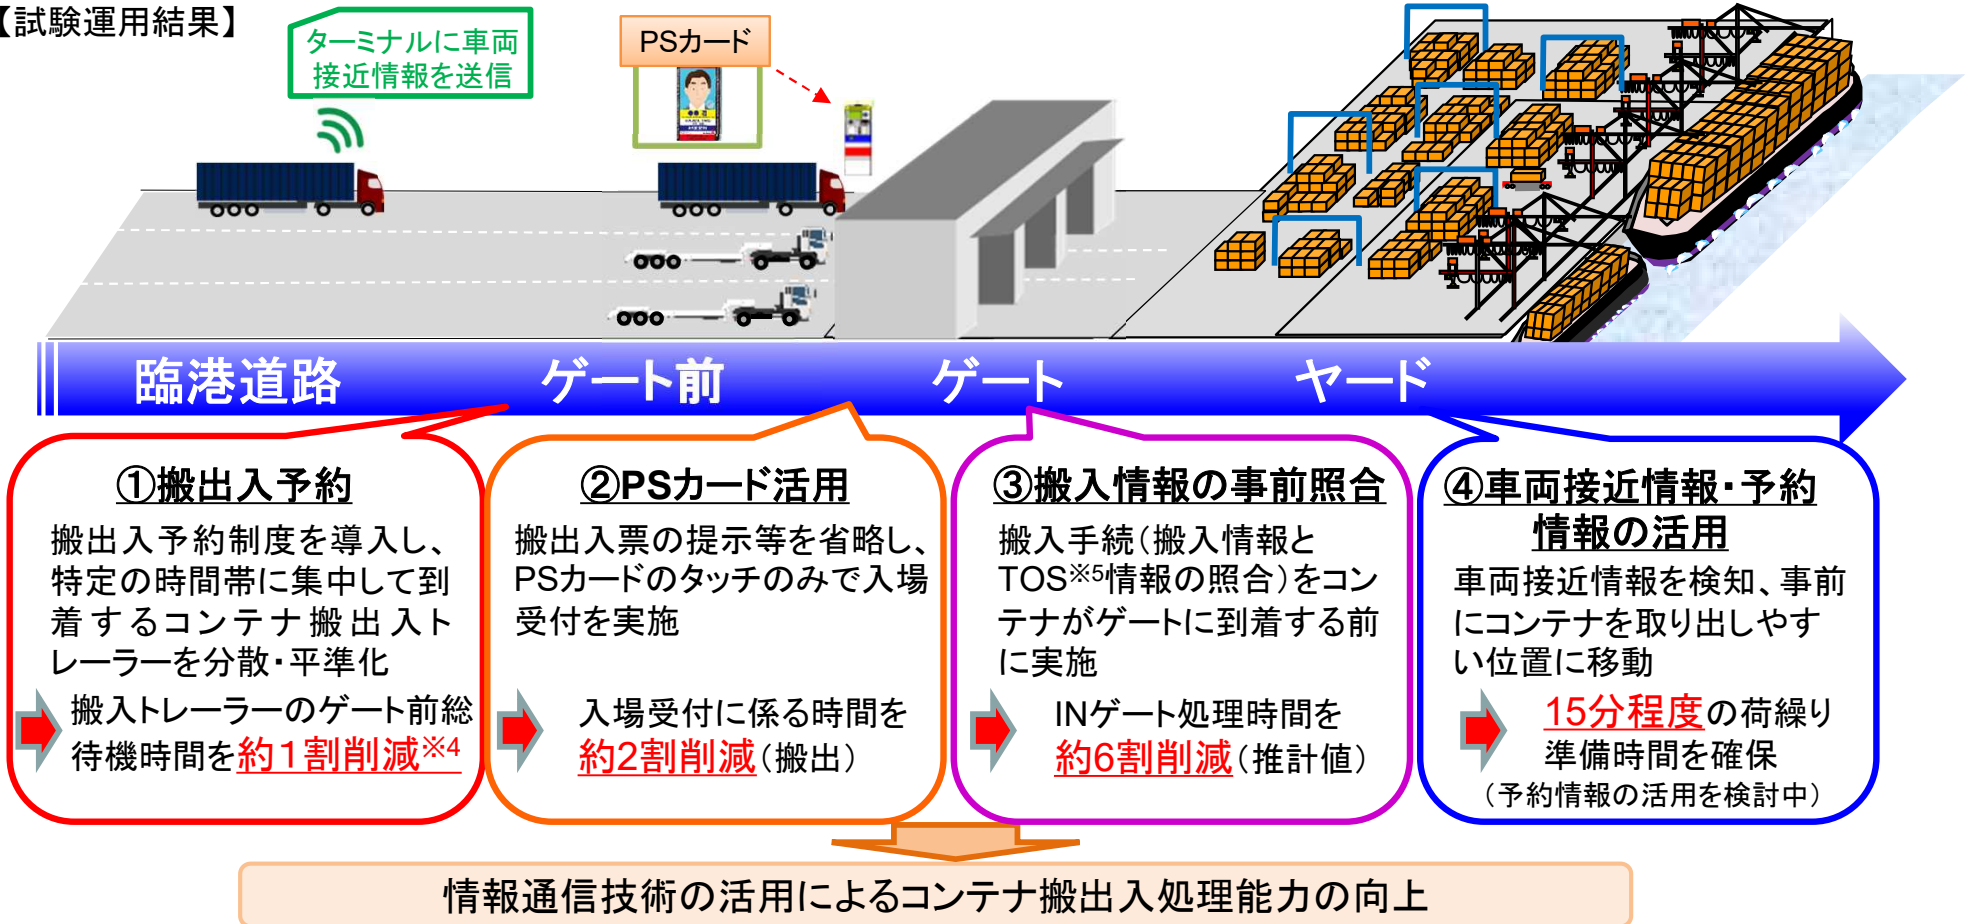 【試験運用結果】
ターミナルに車両
接近情報を送信
PSカード
臨港道路
ゲート前
ゲート
ヤード
①搬出入予約
搬出入予約制度を導入し、
特定の時間帯に集中して到
着するコンテナ搬出入ト
レーラーを分散・平準化
搬入トレーラーのゲート前総
待機時間を約1割削減※4
②PSカード活用
搬出入票の提示等を省略し、
PSカードのタッチのみで入場
受付を実施
入場受付に係る時間を
約2割削減(搬出)
③搬入情報の事前照合
搬入手続(搬入情報と
TOS※5情報の照合)をコン
テナがゲートに到着する前
に実施
INゲート処理時間を
約6割削減(推計値)
④車両接近情報・予約
情報の活用
車両接近情報を検知、事前
にコンテナを取り出しやす
い位置に移動
15分程度の荷繰り
準備時間を確保
(予約情報の活用を検討中)
情報通信技術の活用によるコンテナ搬出入処理能力の向上